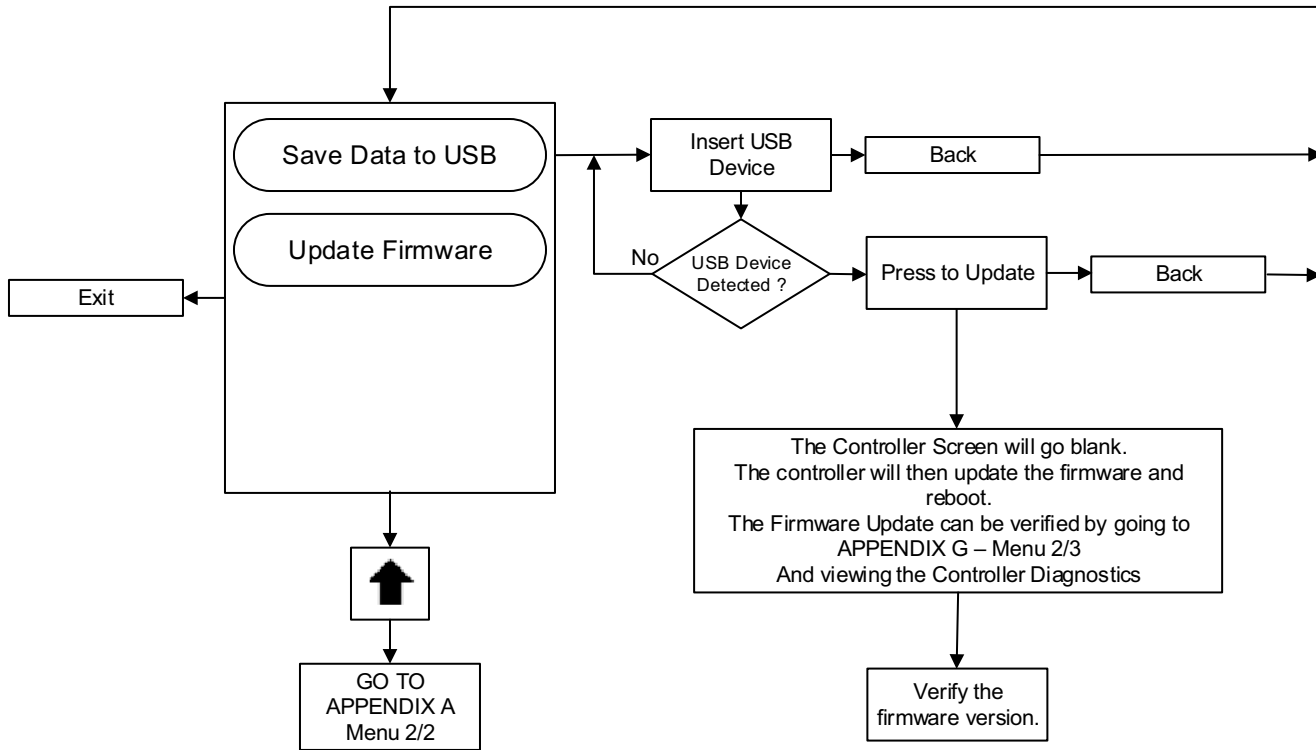 Save Data to USB
Update Firmware
Exit
Insert USB
Device
Back
No
USB Device
Detected ?
Press to Update
Back
The Controller Screen will go blank.
The controller will then update the firmware and
reboot.
The Firmware Update can be verified by going to
APPENDIX G – Menu 2/3
And viewing the Controller Diagnostics
GO TO
APPENDIX A
Menu 2/2
Verify the
firmware version.